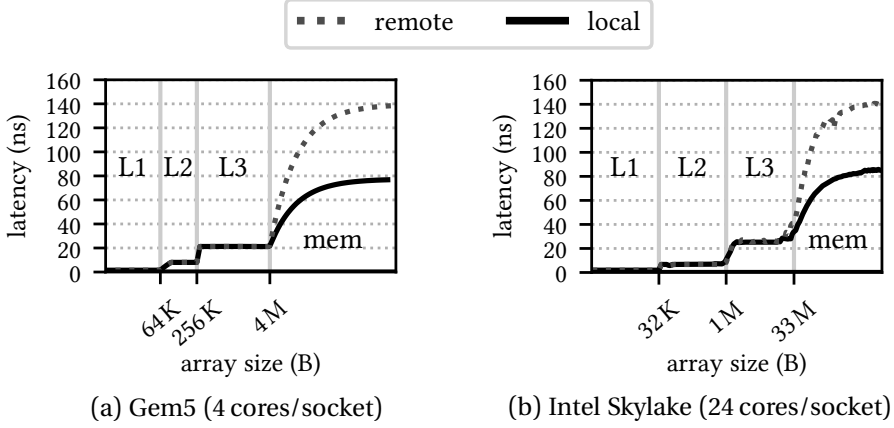 remote local
160
140
120
100
80
60
40
20
0
latency (ns)
L1 L2 L3
mem
64K 256K 4M
array size (B)
(a) Gem5 (4 cores/socket)
160
140
120
100
80
60
40
20
0
latency (ns)
L1 L2 L3
mem
32K 1M 33M
array size (B)
(b) Intel Skylake (24 cores/socket)